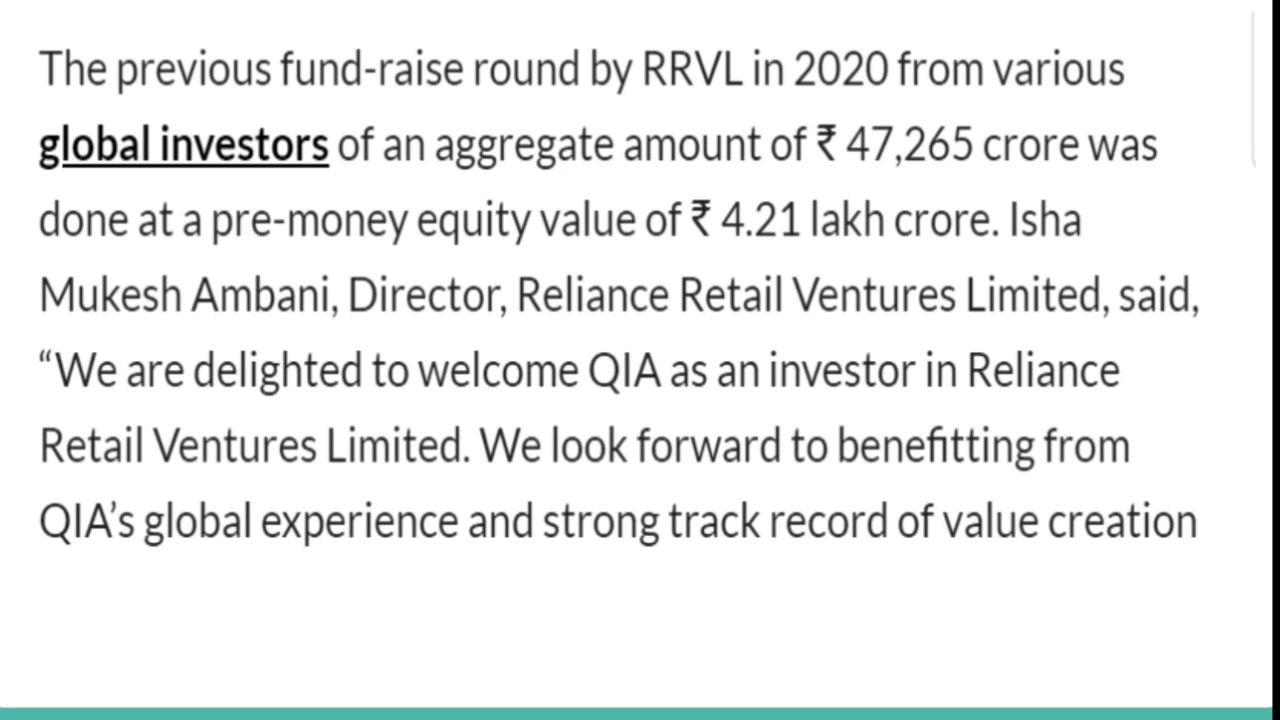 The previous fund-raise round by RRVL in 2020 from various
global investors of an aggregate amount of ₹ 47,265 crore was
done at a pre-money equity value of ₹ 4.21 lakh crore. Isha
Mukesh Ambani, Director, Reliance Retail Ventures Limited, said,
“We are delighted to welcome QIA as an investor in Reliance
Retail Ventures Limited. We look forward to benefitting from
QIA’s global experience and strong track record of value creation